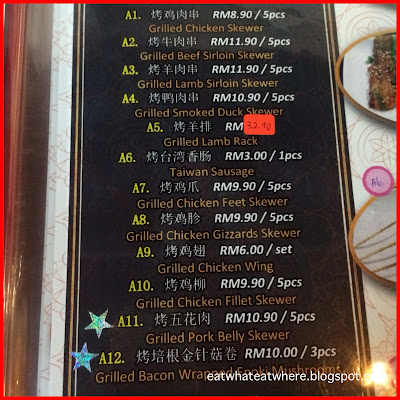 A1. 烤鸡肉串 RM8.90 / 5pcs
Grilled Chicken Skewer
A2. 烤牛肉串 RM11.90 / 5pcs
Grilled Beef Sirloin Skewer
A3. 烤羊肉串 RM11.90 / 5pcs
Grilled Lamb Sirloin Skewer
A4. 烤鸭肉串 RM10.90 / 5pcs
Grilled Smoked Duck Skewer
A5. 烤羊排 RM 32.90
Grilled Lamb Rack
A6. 烤台湾香肠 RM3.00 / 1pcs
Taiwan Sausage
A7. 烤鸡爪 RM9.90 / 5pcs
Grilled Chicken Feet Skewer
A8. 烤鸡胗 RM9.90 / 5pcs
Grilled Chicken Gizzards Skewer
A9. 烤鸡翅 RM6.00 / set
Grilled Chicken Wing
A10. 烤鸡柳 RM9.90 / 5pcs
Grilled Chicken Fillet Skewer
A11. 烤五花肉 RM10.90 / 5pcs
Grilled Pork Belly Skewer
A12. 烤培根金针菇卷 RM10.00 / 3pcs
Grilled Bacon Wrapped Enoki Mushrooms
A6.
eatwhateatwhere.blogspot.com